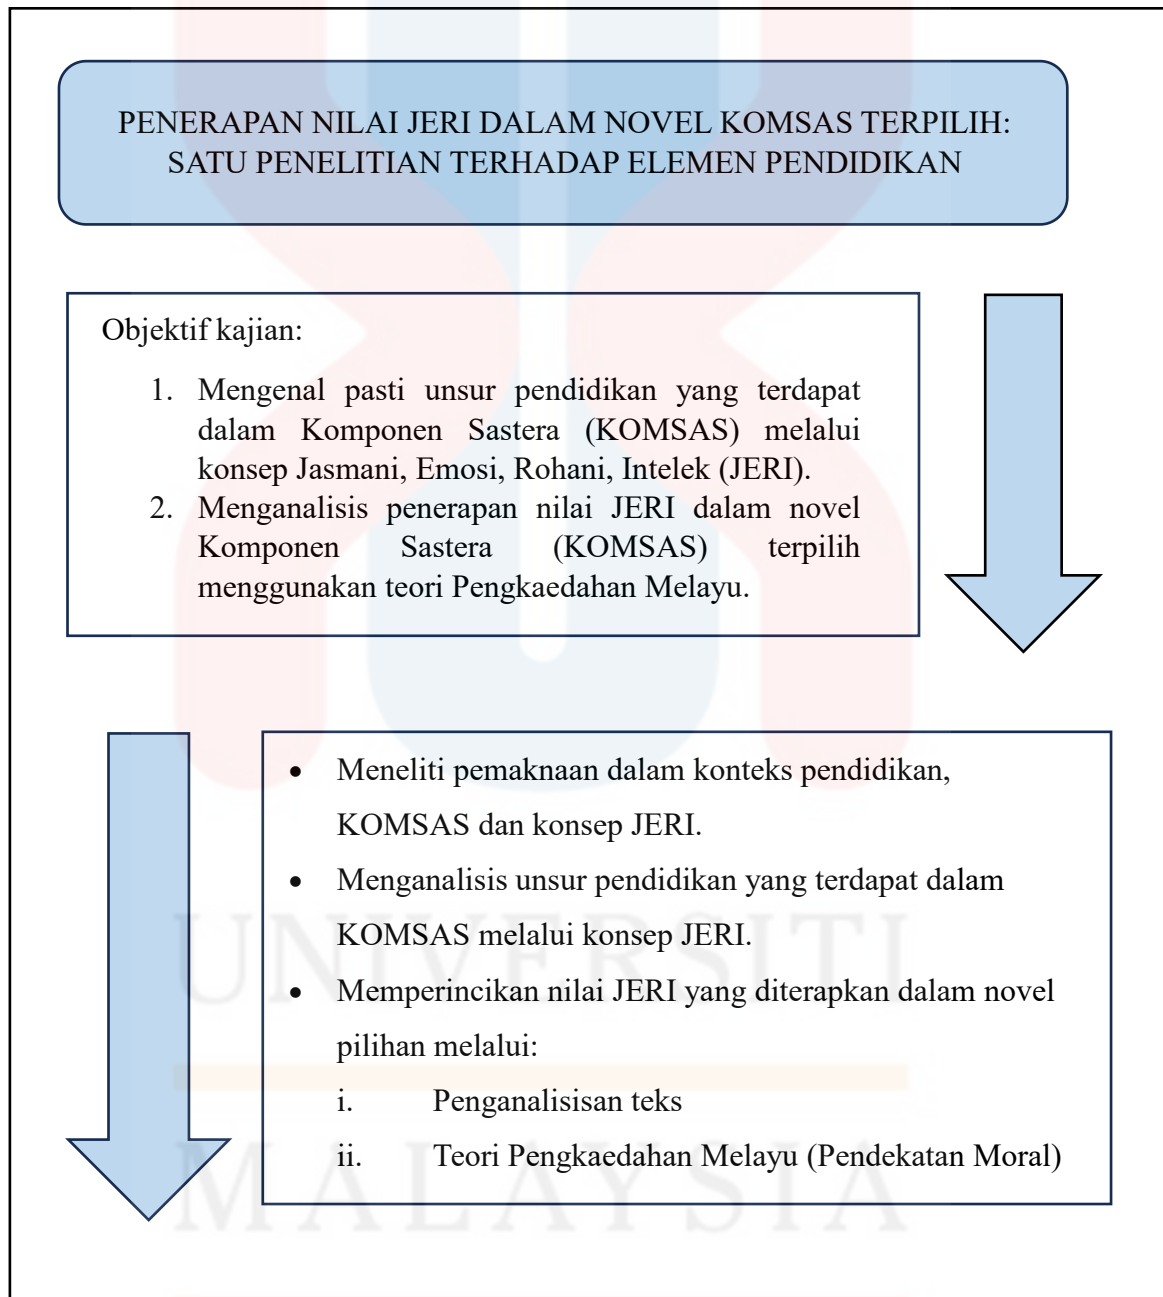 PENERAPAN NILAI JERI DALAM NOVEL KOMSAS TERPILIH:
SATU PENELITIAN TERHADAP ELEMEN PENDIDIKAN
Objektif kajian:
1. Mengenal pasti unsur pendidikan yang terdapat
dalam Komponen Sastera (KOMSAS) melalui
konsep Jasmani, Emosi, Rohani, Intelek (JERI).
2. Menganalisis penerapan nilai JERI dalam novel
Komponen Sastera (KOMSAS) terpilih
menggunakan teori Pengkaedahan Melayu.
• Meneliti pemaknaan dalam konteks pendidikan,
KOMSAS dan konsep JERI.
• Menganalisis unsur pendidikan yang terdapat dalam
KOMSAS melalui konsep JERI.
• Memperincikan nilai JERI yang diterapkan dalam novel
pilihan melalui:
i. Penganalisisan teks
ii. Teori Pengkaedahan Melayu (Pendekatan Moral)
UNIVERSITI
MALAYSIA